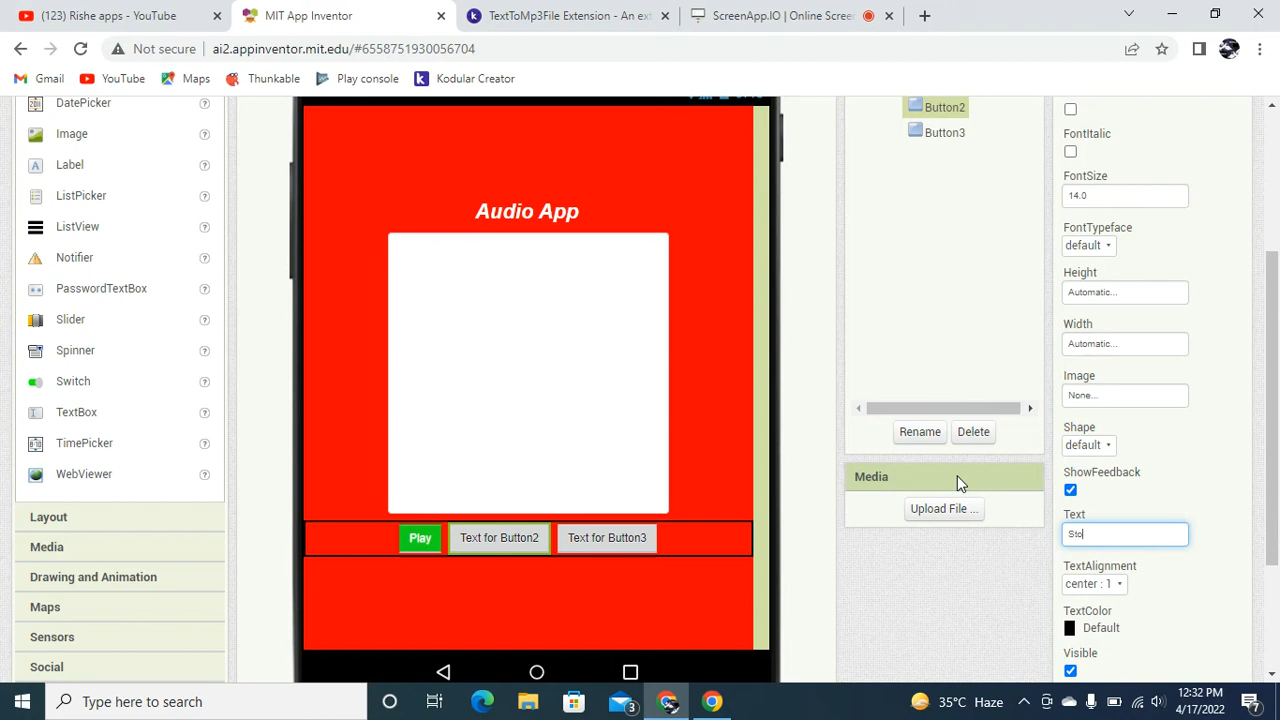 (123) Rishe apps - YouTube
MIT App Inventor
TextToMp3File Extension - An ext
ScreenApp.IO | Online Screen
Not secure
ai2.appinventor.mit.edu/#6558751930056704
Gmail
YouTube
Maps
Thunkable
Play console
Kodular Creator
DatePicker
Image
Label
ListPicker
ListView
Notifier
PasswordTextBox
Slider
Spinner
Switch
TextBox
TimePicker
WebViewer
Layout
Media
Drawing and Animation
Maps
Sensors
Social
Audio App
Play
Text for Button2
Text for Button3
Button2
Button3
Rename
Delete
Media
Upload File ...
FontItalic
FontSize
14.0
FontTypeface
default
Height
Automatic...
Width
Automatic...
Image
None...
Shape
default
ShowFeedback
Text
Sto
TextAlignment
center : 1
TextColor
Default
Visible
Type here to search
3
35°C Haze
12:32 PM
4/17/2022
7